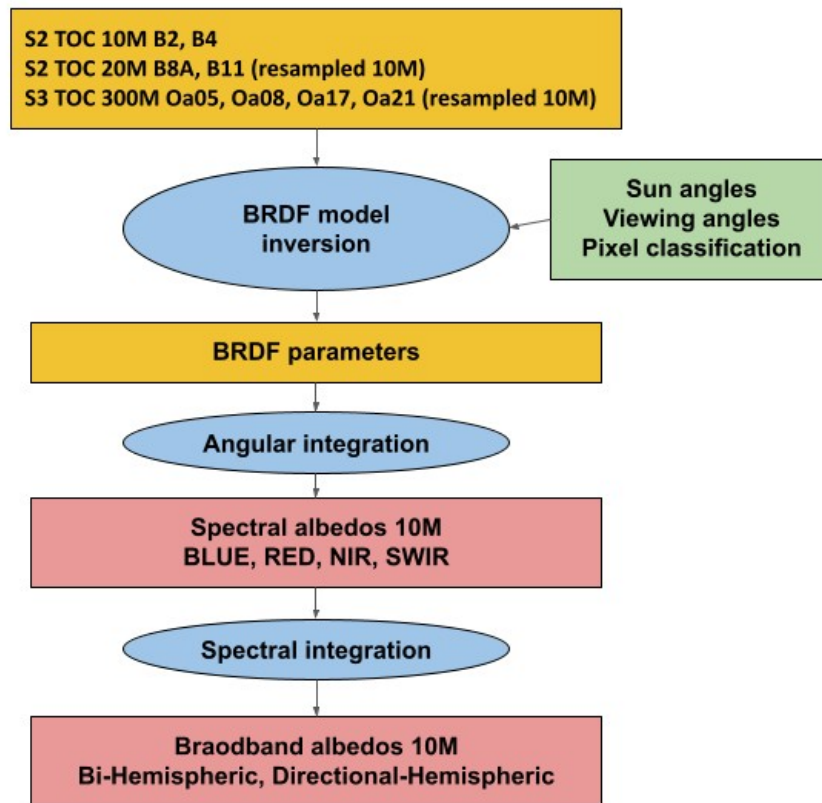 S2 TOC 10M B2, B4
S2 TOC 20M B8A, B11 (resampled 10M)
S3 TOC 300M Oa05, Oa08, Oa17, Oa21 (resampled 10M)
BRDF model
inversion
Sun angles
Viewing angles
Pixel classification
BRDF parameters
Angular integration
Spectral albedos 10M
BLUE, RED, NIR, SWIR
Spectral integration
Braodband albedos 10M
Bi-Hemispheric, Directional-Hemispheric